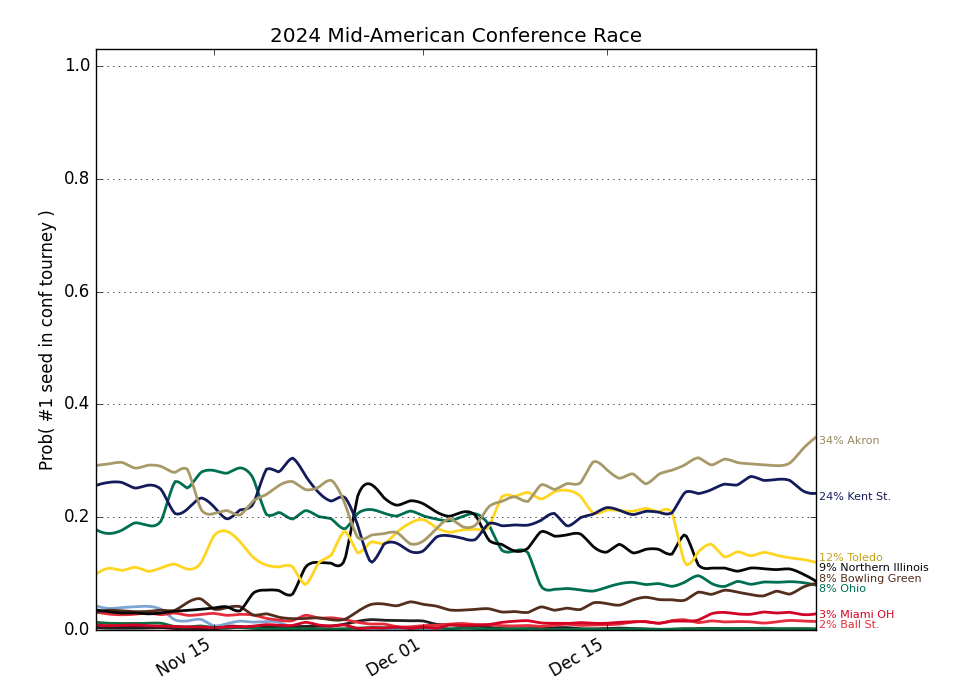 2024 Mid-American Conference Race
Prob( #1 seed in conf tourney )
1.0
0.8
0.6
0.4
0.2
0.0
34% Akron
24% Kent St.
12% Toledo
9% Northern Illinois
8% Bowling Green
8% Ohio
3% Miami OH
2% Ball St.
Nov 15
Dec 01
Dec 15